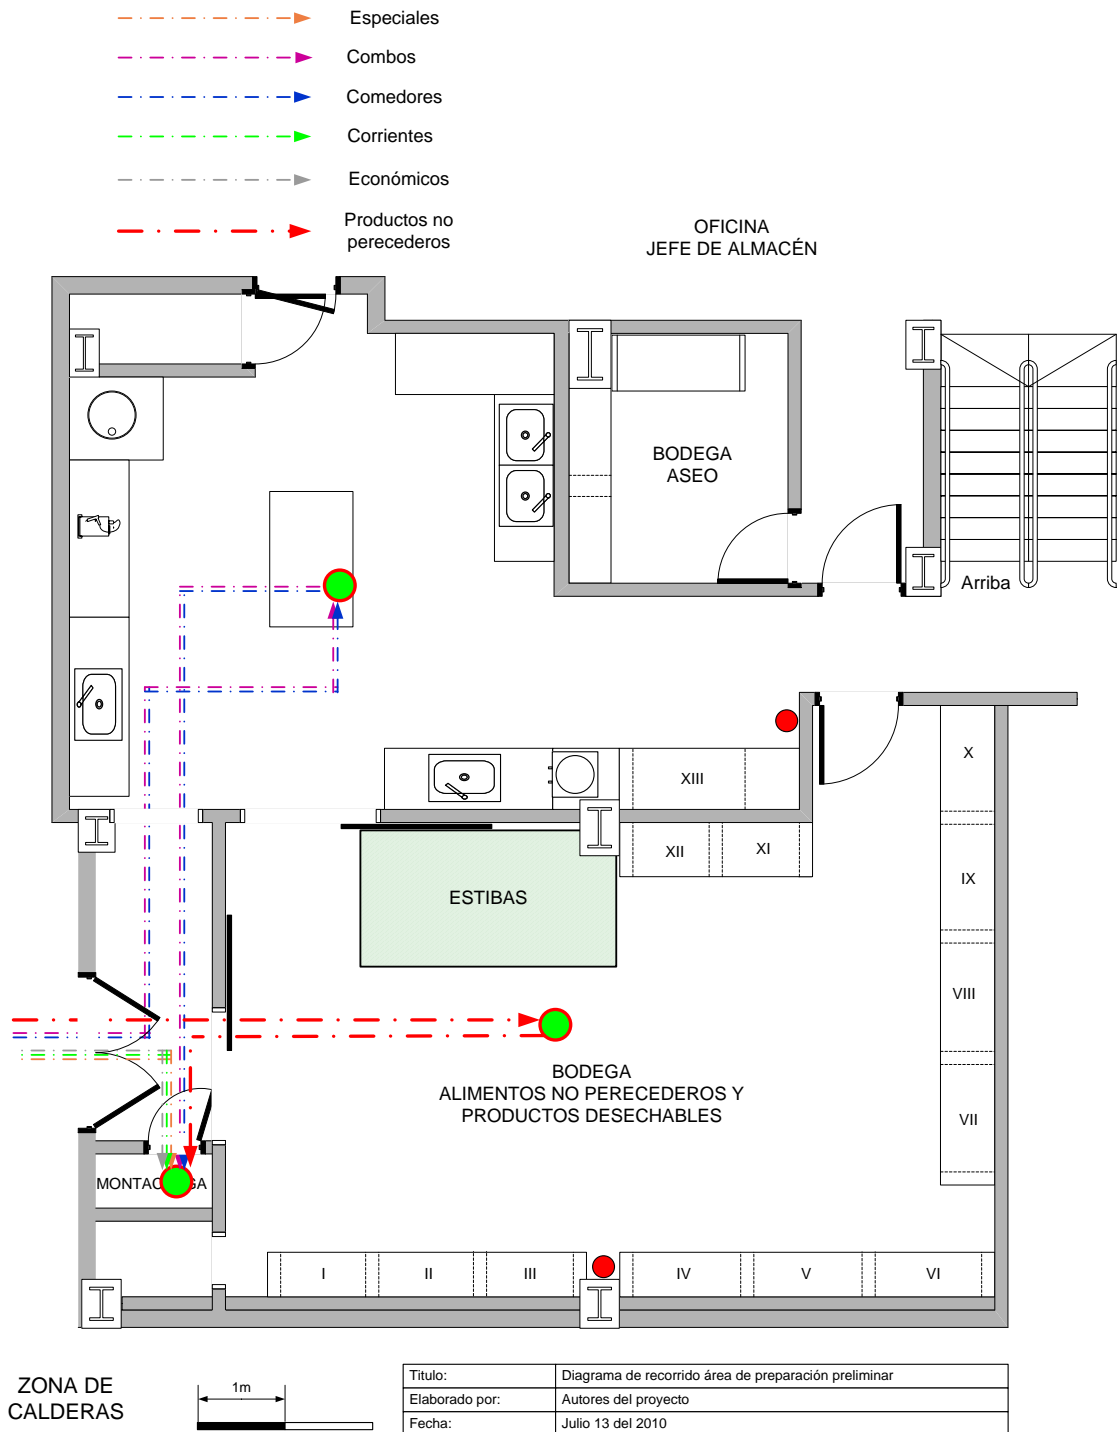 Especiales
Combos
Comedores
Corrientes
Económicos
Productos no
perecederos
OFICINA
JEFE DE ALMACÉN
BODEGA
ASEO
Arriba
X
XIII
XII
XI
IX
ESTIBAS
VIII
BODEGA
ALIMENTOS NO PERECEDEROS Y
PRODUCTOS DESECHABLES
VII
I
II
III
IV
V
VI
ZONA DE
CALDERAS
1m
Titulo: Diagrama de recorrido área de preparación preliminar
Elaborado por: Autores del proyecto
Fecha: Julio 13 del 2010